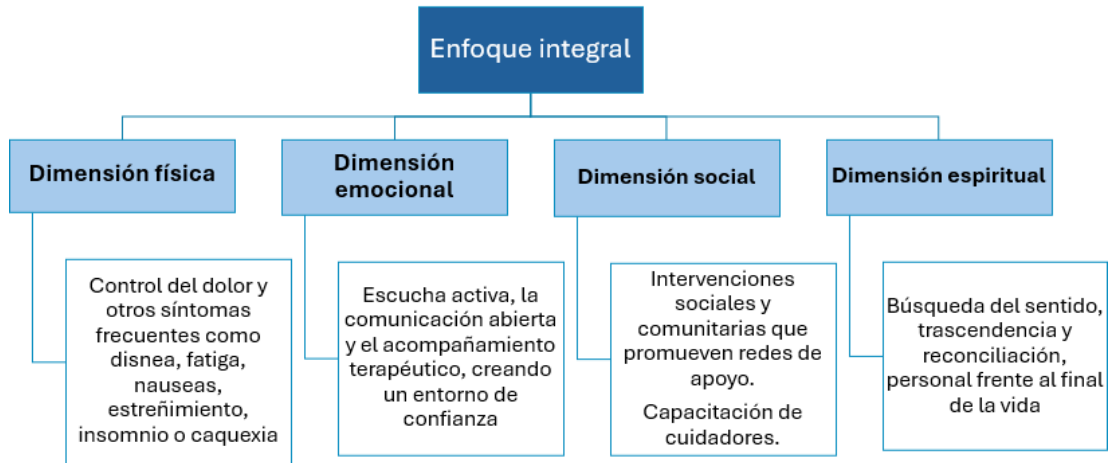 Enfoque integral
Dimensión física
Dimensión
emocional
Dimensión social
Dimensión espiritual
Control del dolor y
otros síntomas
frecuentes como
disnea, fatiga,
nauseas,
estreñimiento,
insomnio o caquexia
Escucha activa, la
comunicación abierta
y el acompañamiento
terapéutico, creando
un entorno de
confianza
Intervenciones
sociales y
comunitarias que
promueven redes de
apoyo.
Capacitación de
cuidadores.
Búsqueda del sentido,
trascendencia y
reconciliación,
personal frente al final
de la vida